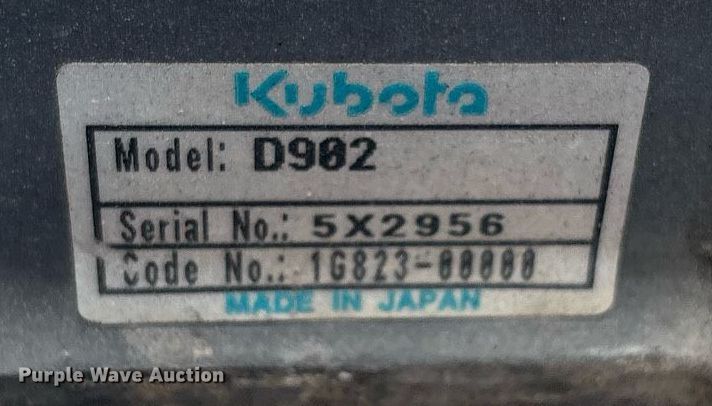 Kubota
Model: D902
Serial No.: 5X2956
Code No.: 1G823-00000
MADE IN JAPAN
Purple Wave Auction